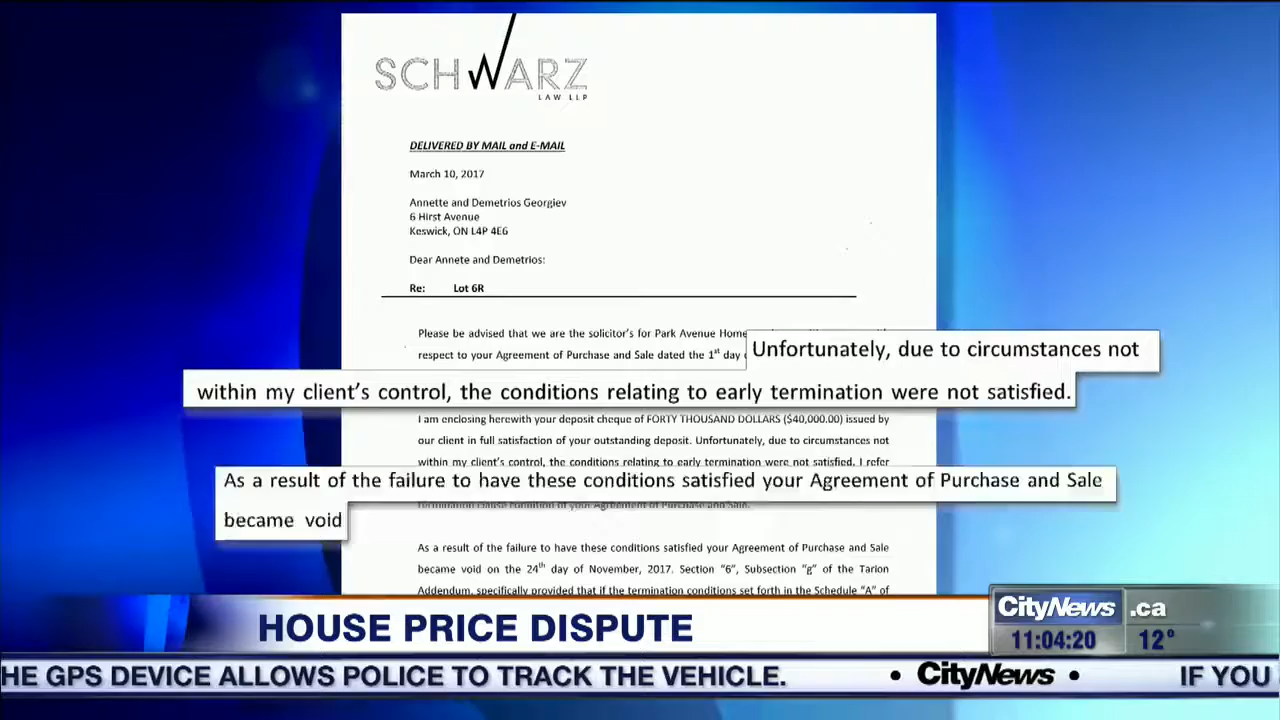 SCHWARZ
LAW LLP
DELIVERED BY MAIL and E-MAIL
March 10, 2017
Annette and Demetrios Georgiev
6 Hirst Avenue
Keswick, ON L4P 4E6
Dear Annete and Demetrios:
Re: Lot 6R
Please be advised that we are the solicitor's for Park Avenue Home
respect to your Agreement of Purchase and Sale dated the 1st day
Unfortunately, due to circumstances not
within my client's control, the conditions relating to early termination were not satisfied.
I am enclosing herewith your deposit cheque of FORTY THOUSAND DOLLARS ($40,000.00) issued by
our client in full satisfaction of your outstanding deposit. Unfortunately, due to circumstances not
within my client's control, the conditions relating to early termination were not satisfied. I refer
As a result of the failure to have these conditions satisfied your Agreement of Purchase and Sale
became void
Termination clause condition of your Agreement of Purchase and Sale.
As a result of the failure to have these conditions satisfied your Agreement of Purchase and Sale
became void on the 24th day of November, 2017. Section "6", Subsection "g" of the Tarion
Addendum, specifically provided that if the termination conditions set forth in the Schedule "A" of
HOUSE PRICE DISPUTE
CityNews .ca
11:04:20 12°
HE GPS DEVICE ALLOWS POLICE TO TRACK THE VEHICLE. • CityNews • IF YOU